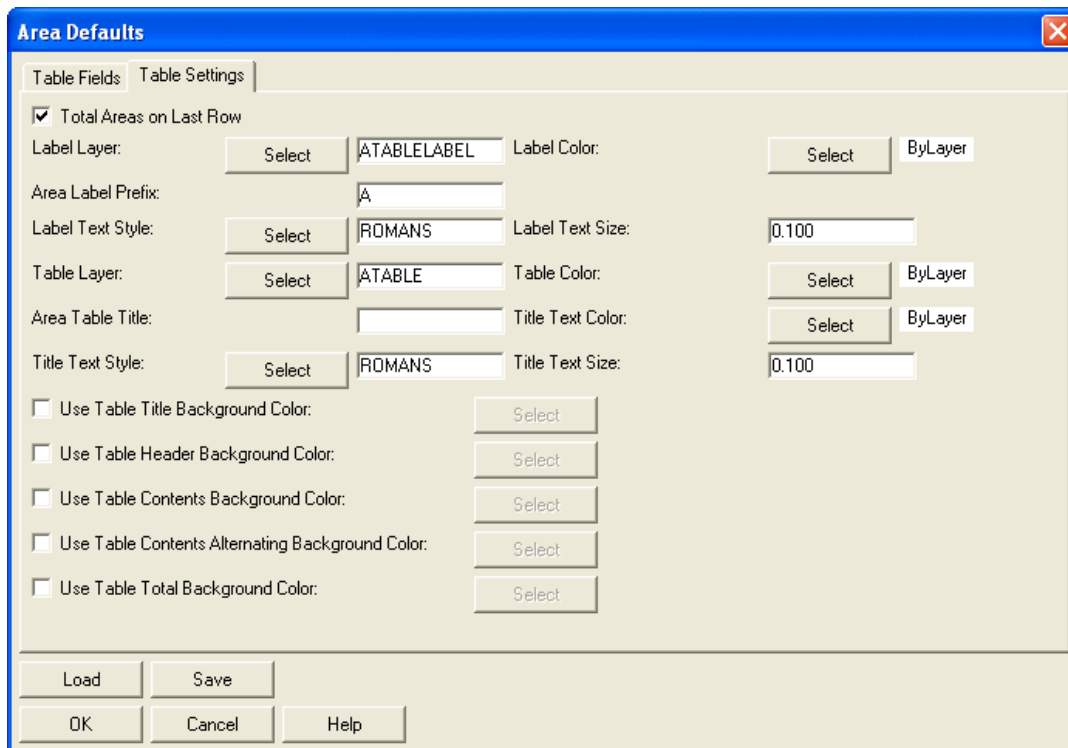 Area Defaults
Table Fields Table Settings
Total Areas on Last Row
Label Layer: Select ATABLELABEL Label Color: Select ByLayer
Area Label Prefix: A
Label Text Style: Select ROMANS Label Text Size: 0.100
Table Layer: Select ATABLE Table Color: Select ByLayer
Area Table Title: Title Text Color: Select ByLayer
Title Text Style: Select ROMANS Title Text Size: 0.100
Use Table Title Background Color: Select
Use Table Header Background Color: Select
Use Table Contents Background Color: Select
Use Table Contents Alternating Background Color: Select
Use Table Total Background Color: Select
Load Save
OK Cancel Help